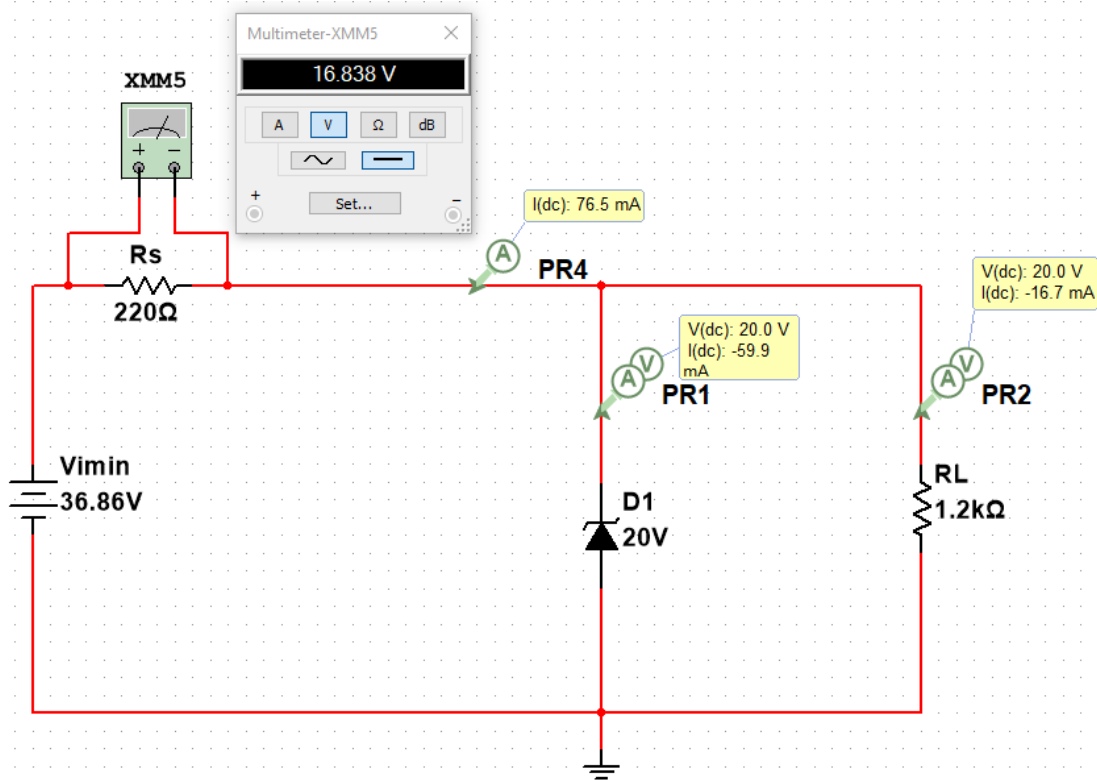 Multimeter-XMM5
16.838 V
XMM5
A
V
Ω
dB
+
−
+
−
Set...
I(dc): 76.5 mA
A
PR4
Rs
220Ω
V(dc): 20.0 V
I(dc): -16.7 mA
V(dc): 20.0 V
I(dc): -59.9
mA
A
V
PR1
A
V
PR2
Vimin
36.86V
D1
20V
RL
1.2kΩ